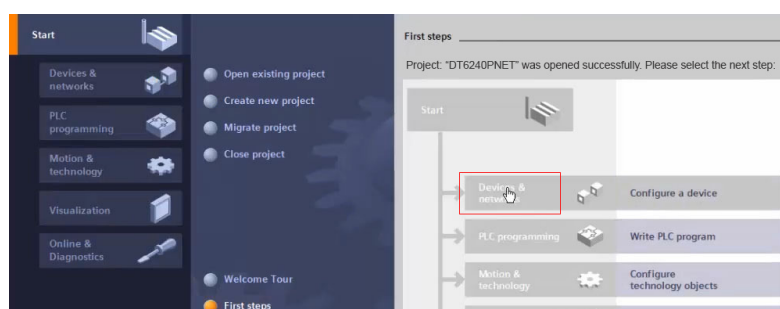 Start
Devices &
networks
PLC
programming
Motion &
technology
Visualization
Online &
Diagnostics
Open existing project
Create new project
Migrate project
Close project
Welcome Tour
First steps
First steps
Project: "DT6240PNET" was opened successfully. Please select the next step:
Start
Devices &
networks
Configure a device
PLC programming
Write PLC program
Motion &
technology
Configure
technology objects